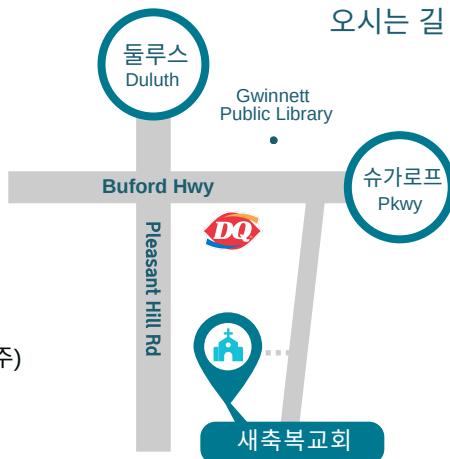 오시는 길
둘루스
Duluth
Gwinnett
Public Library
Buford Hwy
슈가로프
Pkwy
DQ
Pleasant Hill Rd
주)
새축복교회